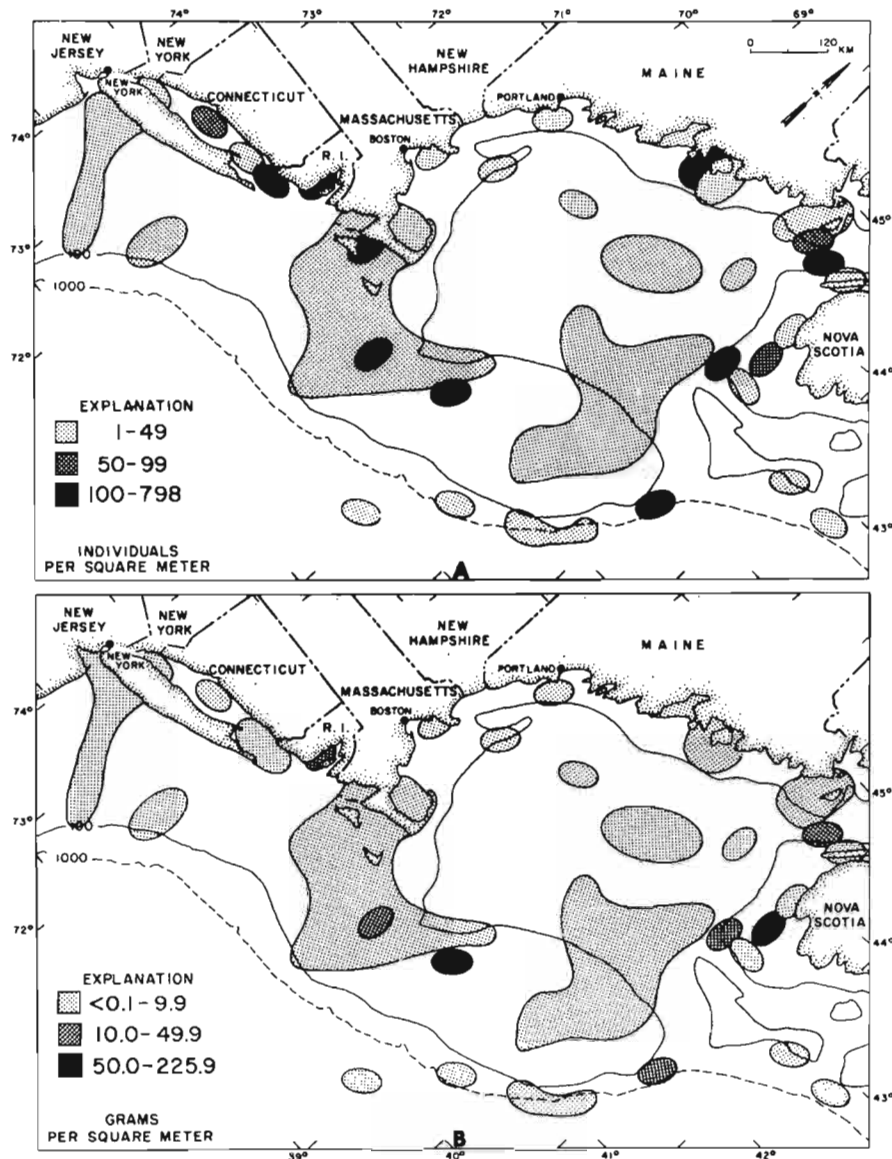 74°
73°
72°
71°
70°
69°
NEW
JERSEY
NEW
YORK
NEW
YORK
CONNECTICUT
R.I.
MASSACHUSETTS
BOSTON
NEW
HAMPSHIRE
PORTLAND
MAINE
0 120
KM
74°
73°
100
1000
72°
45°
NOVA
SCOTIA
44°
43°
EXPLANATION
1-49
50-99
100-798
INDIVIDUALS
PER SQUARE METER
39°
40°
41°
42°
A
NEW
JERSEY
NEW
YORK
NEW
YORK
CONNECTICUT
R.I.
MASSACHUSETTS
BOSTON
NEW
HAMPSHIRE
PORTLAND
MAINE
74°
73°
100
1000
72°
45°
NOVA
SCOTIA
44°
43°
EXPLANATION
<0.1-9.9
10.0-49.9
50.0-225.9
GRAMS
PER SQUARE METER
B
39°
40°
41°
42°